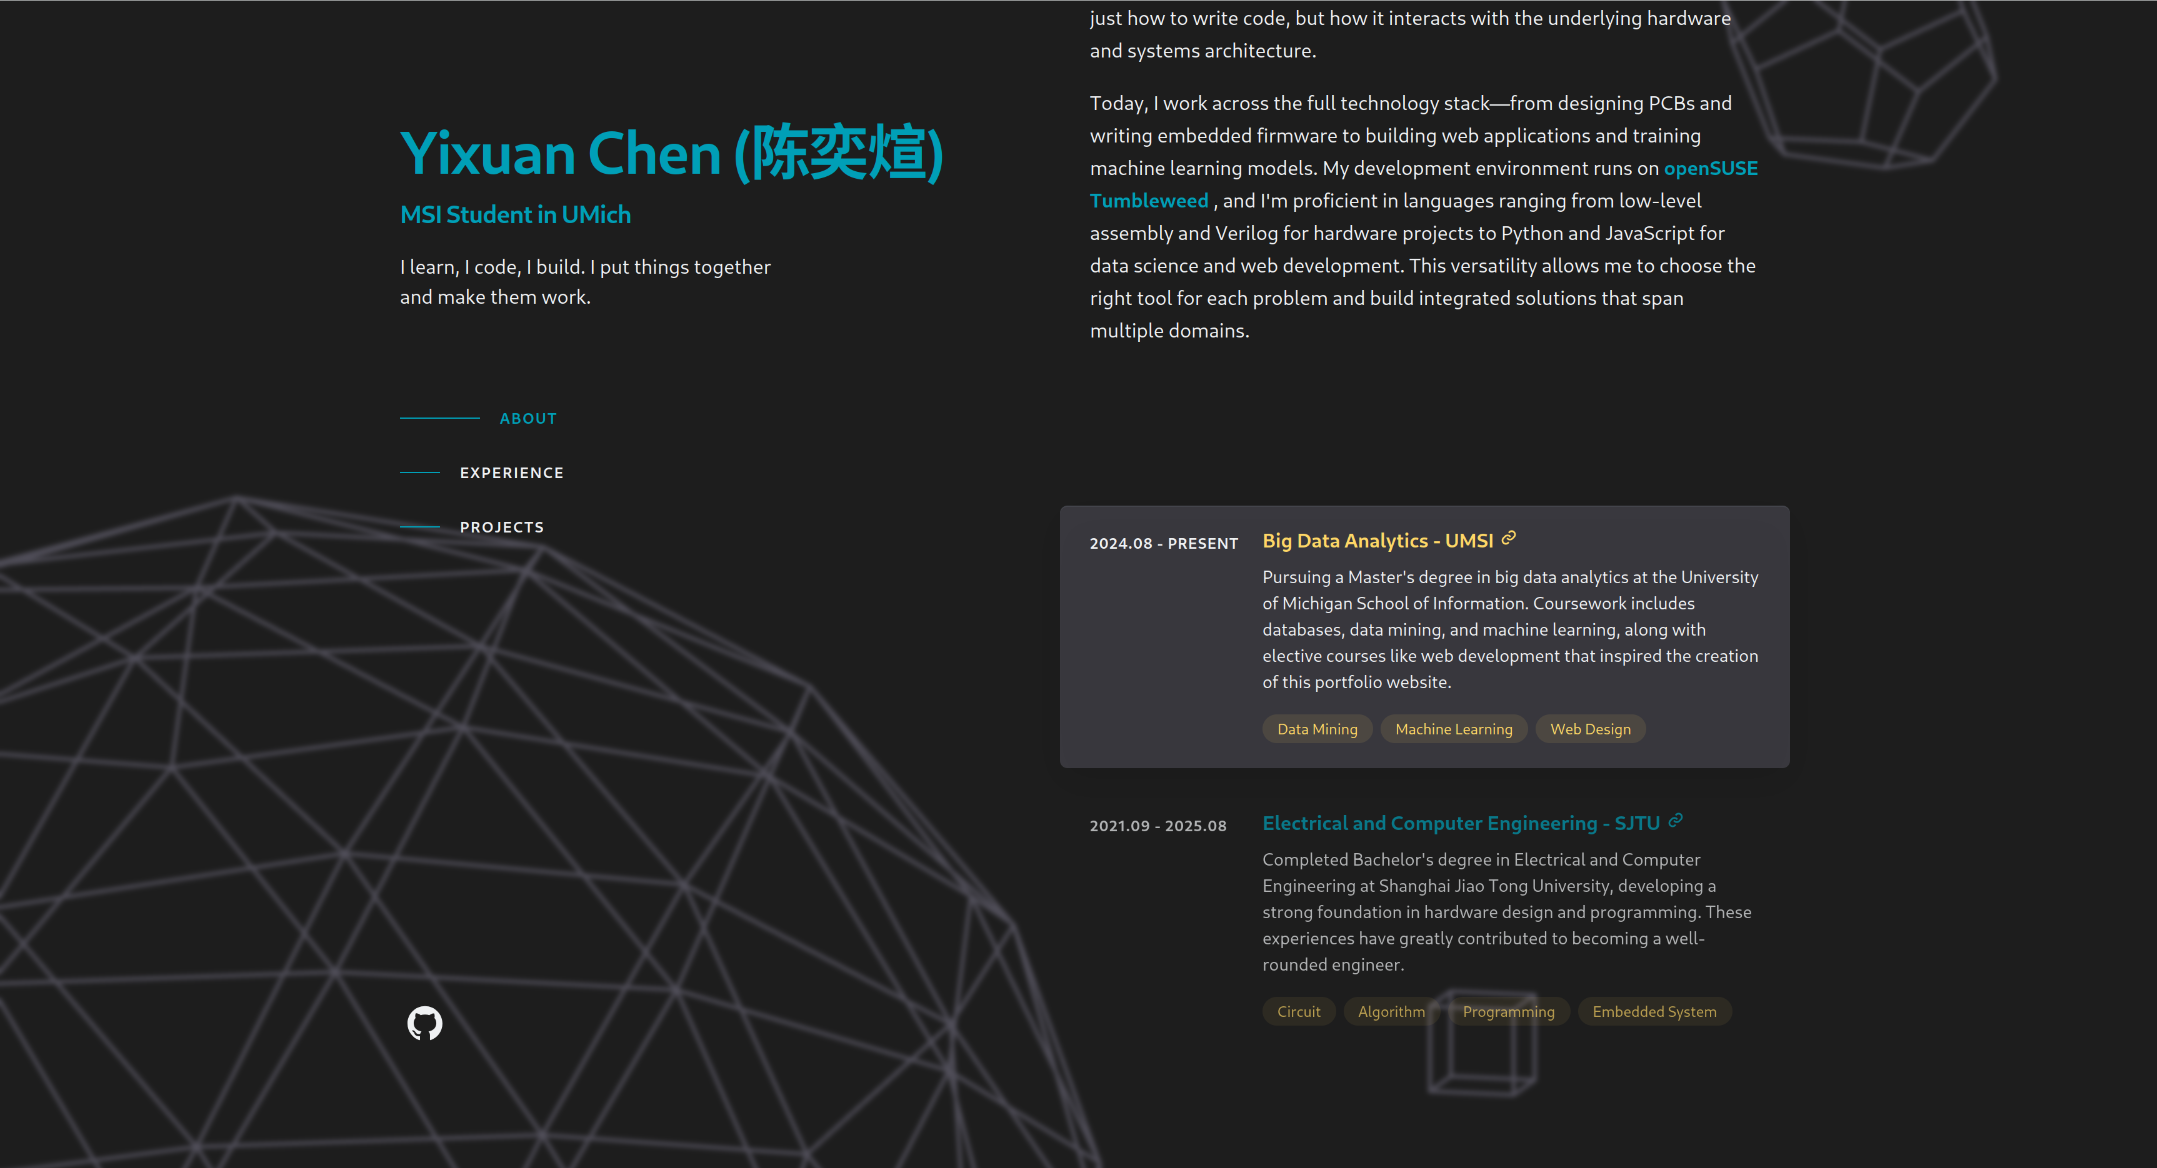 Yixuan Chen (陈奕煊)
MSI Student in UMich
I learn, I code, I build. I put things together
and make them work.
ABOUT
EXPERIENCE
PROJECTS
just how to write code, but how it interacts with the underlying hardware
and systems architecture.
Today, I work across the full technology stack—from designing PCBs and
writing embedded firmware to building web applications and training
machine learning models. My development environment runs on openSUSE
Tumbleweed , and I'm proficient in languages ranging from low-level
assembly and Verilog for hardware projects to Python and JavaScript for
data science and web development. This versatility allows me to choose the
right tool for each problem and build integrated solutions that span
multiple domains.
2024.08 - PRESENT
Big Data Analytics - UMSI
Pursuing a Master's degree in big data analytics at the University
of Michigan School of Information. Coursework includes
databases, data mining, and machine learning, along with
elective courses like web development that inspired the creation
of this portfolio website.
Data Mining
Machine Learning
Web Design
2021.09 - 2025.08
Electrical and Computer Engineering - SJTU
Completed Bachelor's degree in Electrical and Computer
Engineering at Shanghai Jiao Tong University, developing a
strong foundation in hardware design and programming. These
experiences have greatly contributed to becoming a well-
rounded engineer.
Circuit
Algorithm
Programming
Embedded System